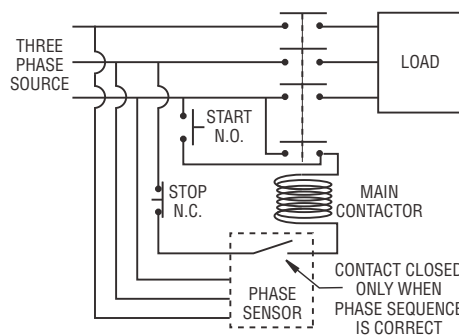 THREE
PHASE
SOURCE
LOAD
START
N.O.
STOP
N.C.
MAIN
CONTACTOR
PHASE
SENSOR
CONTACT CLOSED
ONLY WHEN
PHASE SEQUENCE
IS CORRECT